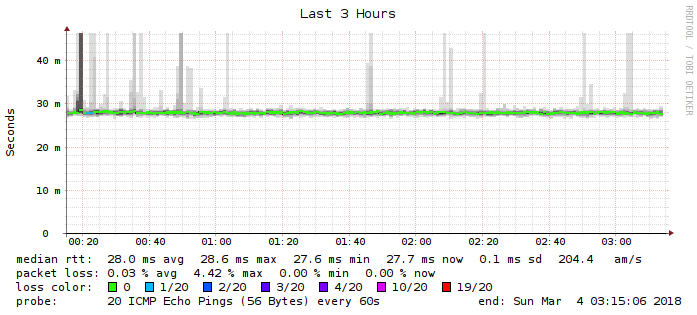 Last 3 Hours
RRDTOOL / TOBI OETIKER
Seconds
40 m
30 m
20 m
10 m
0
00:20 00:40 01:00 01:20 01:40 02:00 02:20 02:40 03:00
median rtt: 28.0 ms avg 28.6 ms max 27.6 ms min 27.7 ms now 0.1 ms sd 204.4 am/s
packet loss: 0.03 % avg 4.42 % max 0.00 % min 0.00 % now
loss color: 0 1/20 2/20 3/20 4/20 10/20 19/20
probe: 20 ICMP Echo Pings (56 Bytes) every 60s end: Sun Mar 4 03:15:06 2018